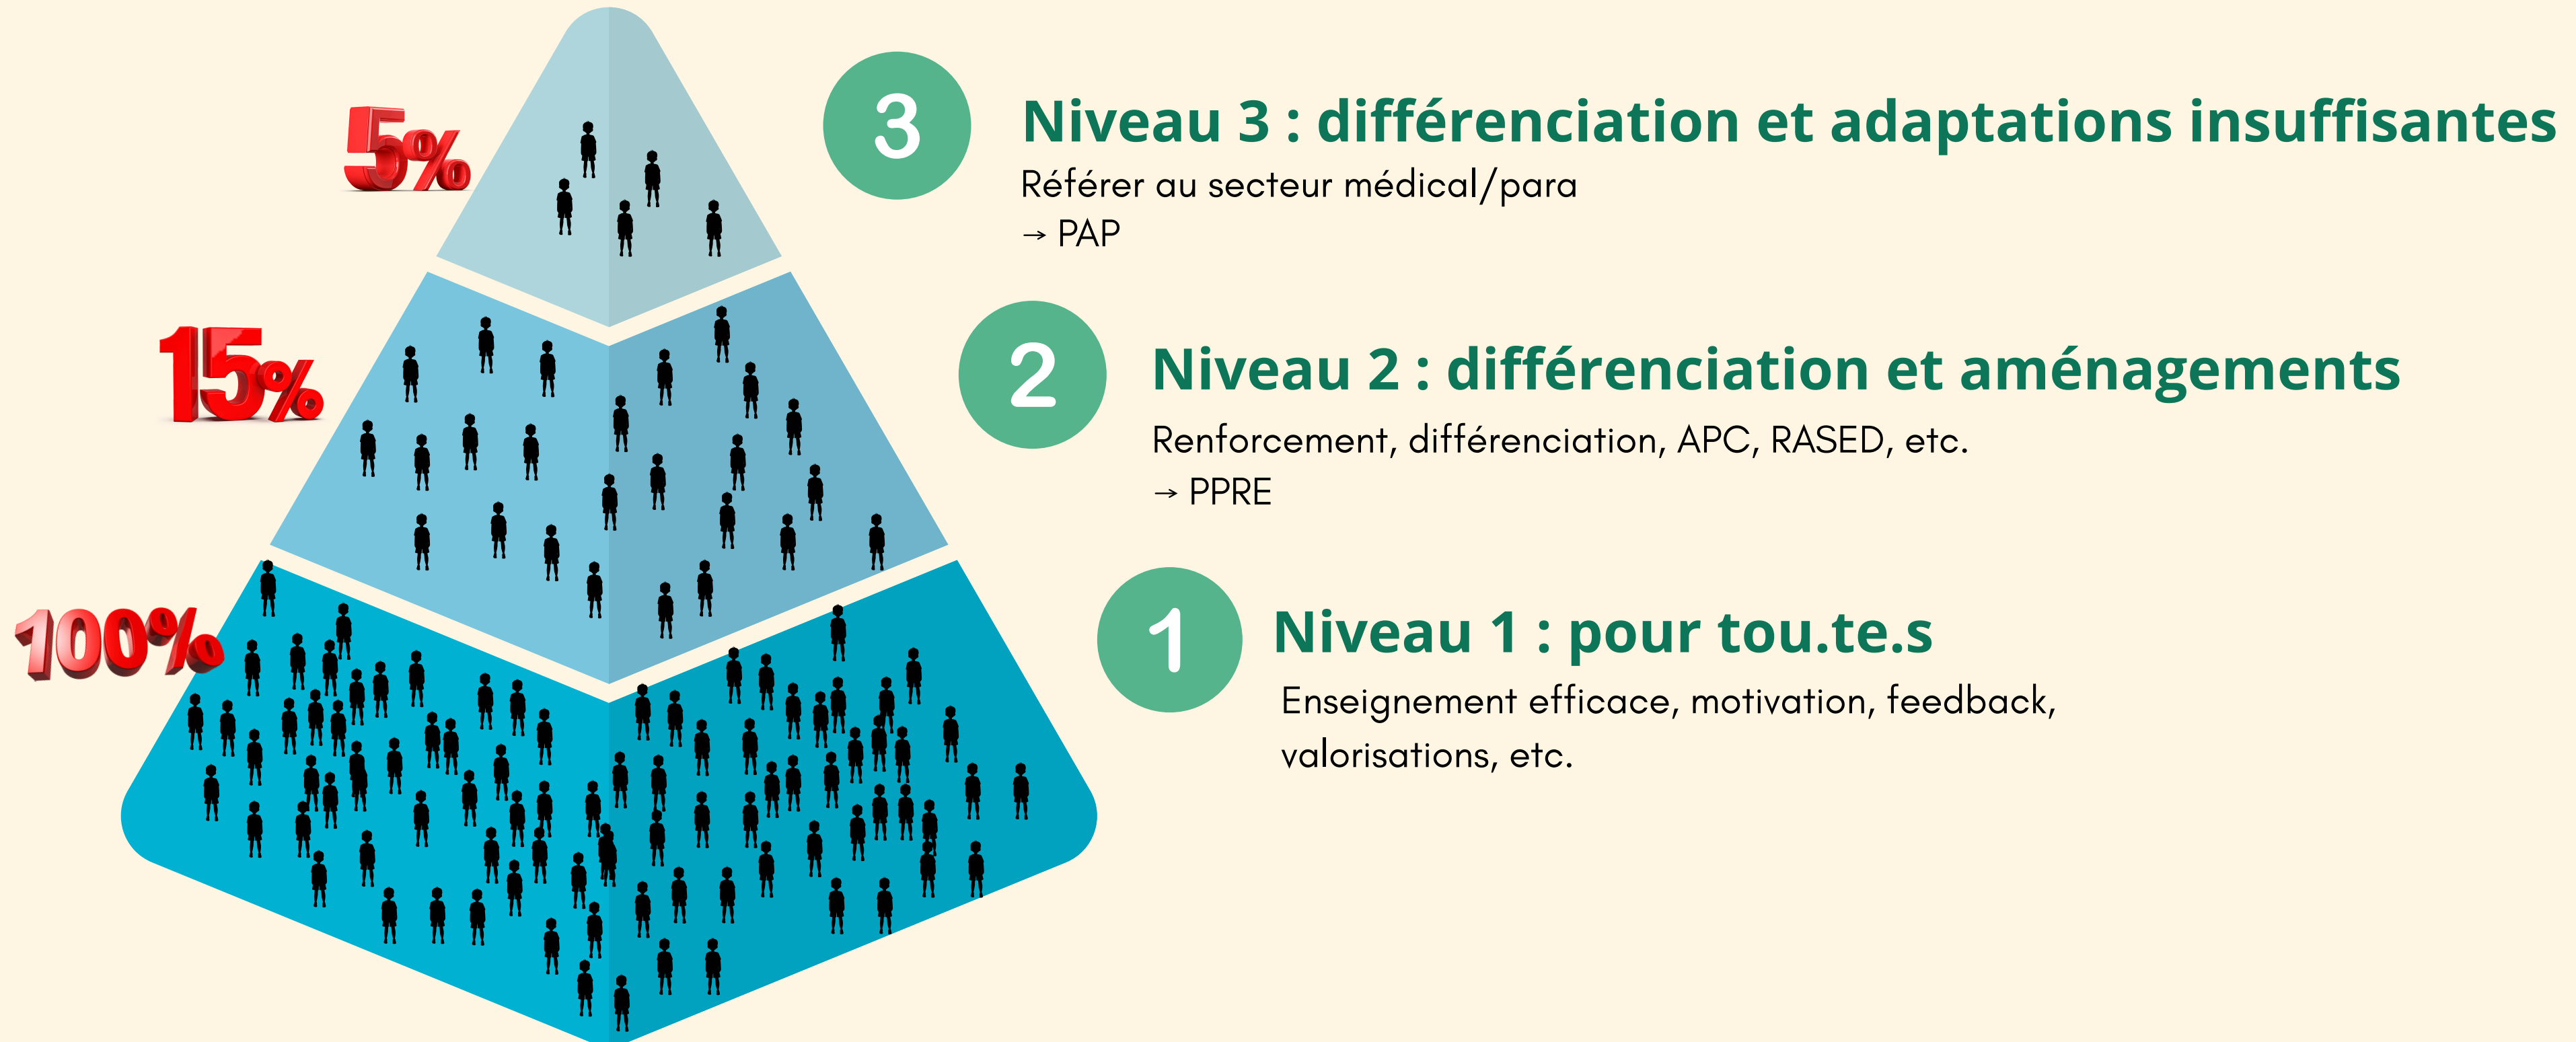 5%
3
Niveau 3 : différenciation et adaptations insuffisantes
Référer au secteur médical/para
→ PAP
15%
2
Niveau 2 : différenciation et aménagements
Renforcement, différenciation, APC, RASED, etc.
→ PPRE
100%
1
Niveau 1 : pour tou.te.s
Enseignement efficace, motivation, feedback,
valorisations, etc.